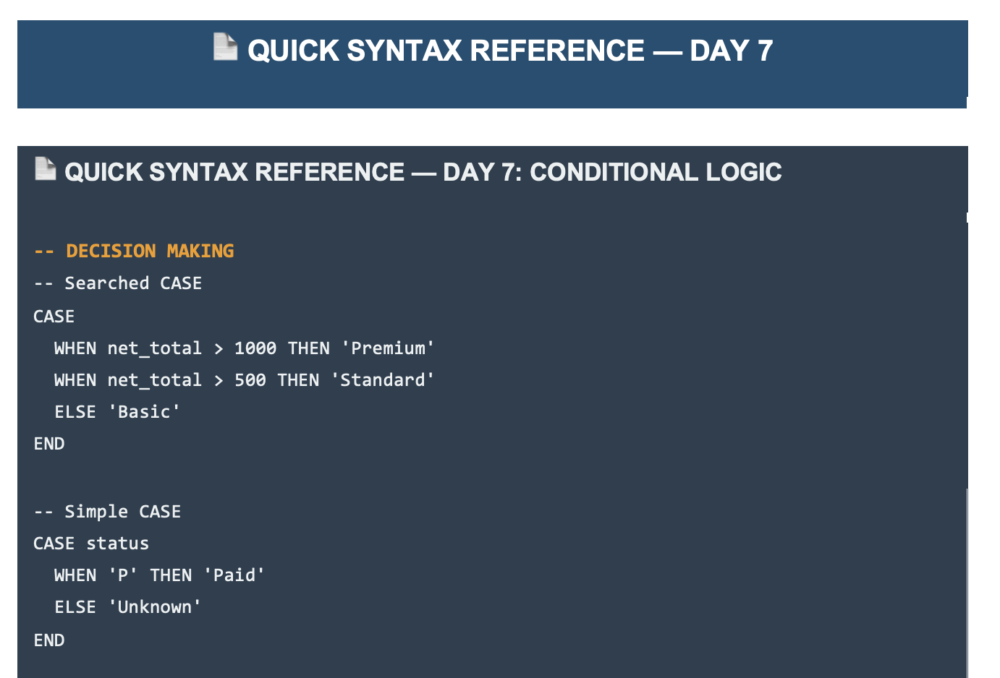 QUICK SYNTAX REFERENCE — DAY 7
QUICK SYNTAX REFERENCE — DAY 7: CONDITIONAL LOGIC
-- DECISION MAKING
-- Searched CASE
CASE
  WHEN net_total > 1000 THEN 'Premium'
  WHEN net_total > 500 THEN 'Standard'
  ELSE 'Basic'
END
-- Simple CASE
CASE status
  WHEN 'P' THEN 'Paid'
  ELSE 'Unknown'
END